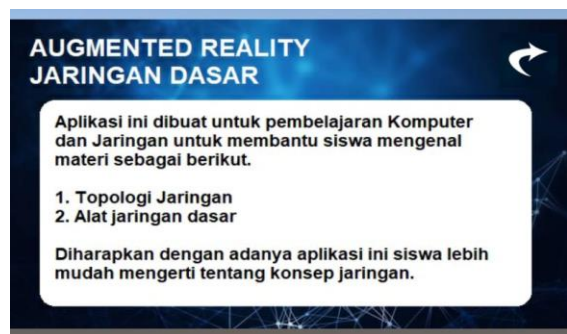 AUGMENTED REALITY
JARINGAN DASAR
Aplikasi ini dibuat untuk pembelajaran Komputer
dan Jaringan untuk membantu siswa mengenal
materi sebagai berikut.
1. Topologi Jaringan
2. Alat jaringan dasar
Diharapkan dengan adanya aplikasi ini siswa lebih
mudah mengerti tentang konsep jaringan.